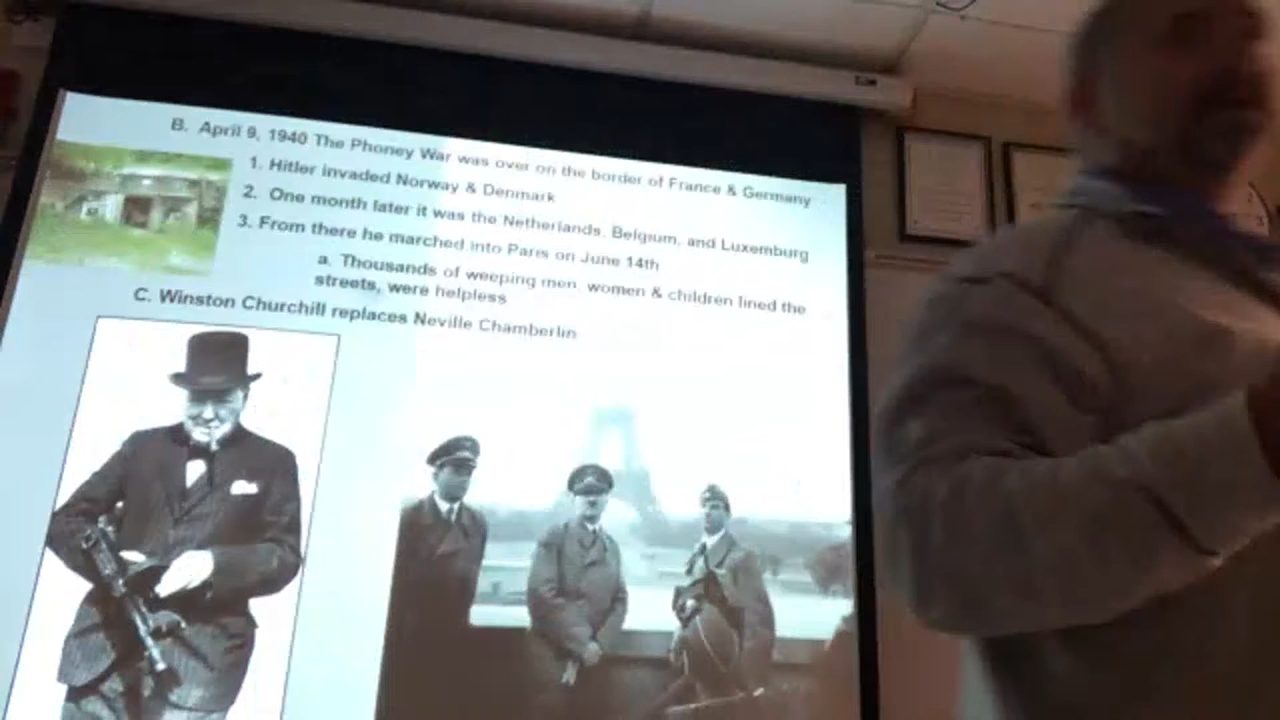 B. April 9, 1940 The Phoney War was over on the border of France & Germany
1. Hitler invaded Norway & Denmark
2. One month later it was the Netherlands, Belgium, and Luxemburg
3. From there he marched into Paris on June 14th
a. Thousands of weeping men, women & children lined the
streets, were helpless
C. Winston Churchill replaces Neville Chamberlin